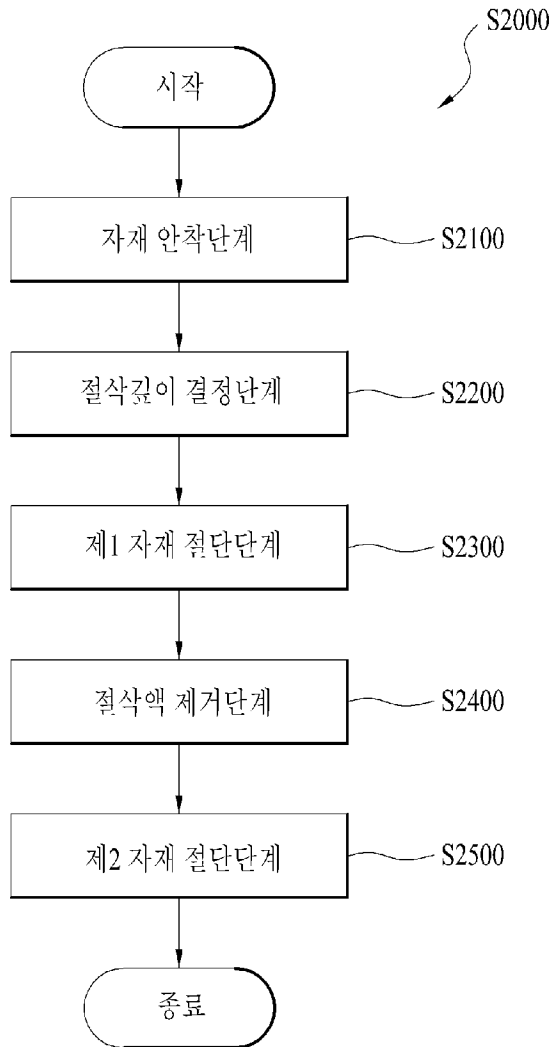 S2000
시작
자재 안착단계
S2100
절삭깊이 결정단계
S2200
제1 자재 절단단계
S2300
절삭액 제거단계
S2400
제2 자재 절단단계
S2500
종료